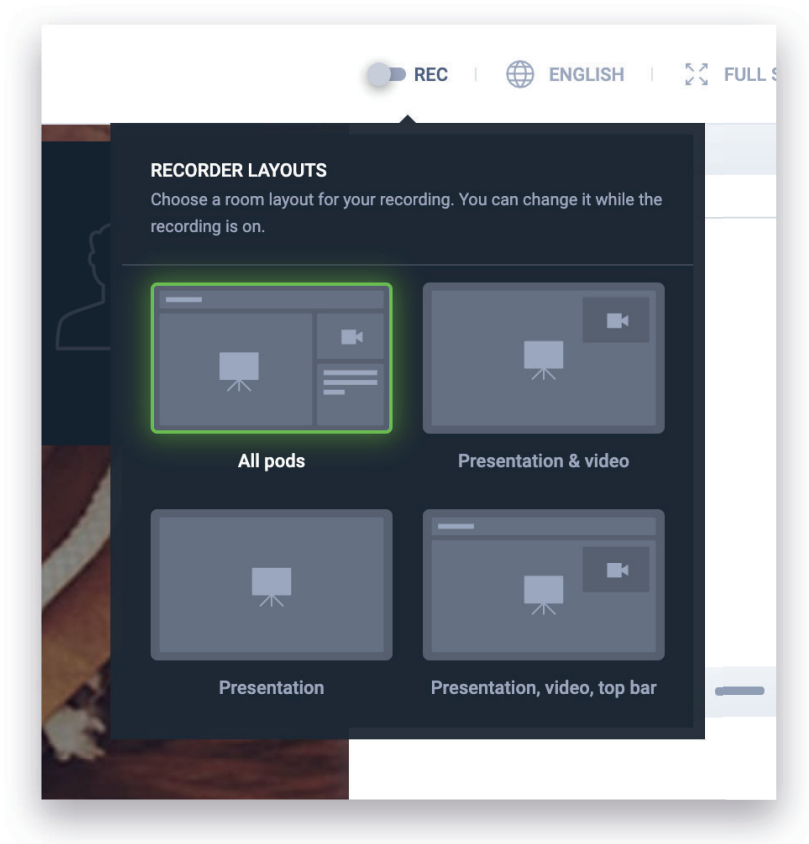 REC
ENGLISH
FULL
RECORDER LAYOUTS
Choose a room layout for your recording. You can change it while the
recording is on.
All pods
Presentation & video
Presentation
Presentation, video, top bar